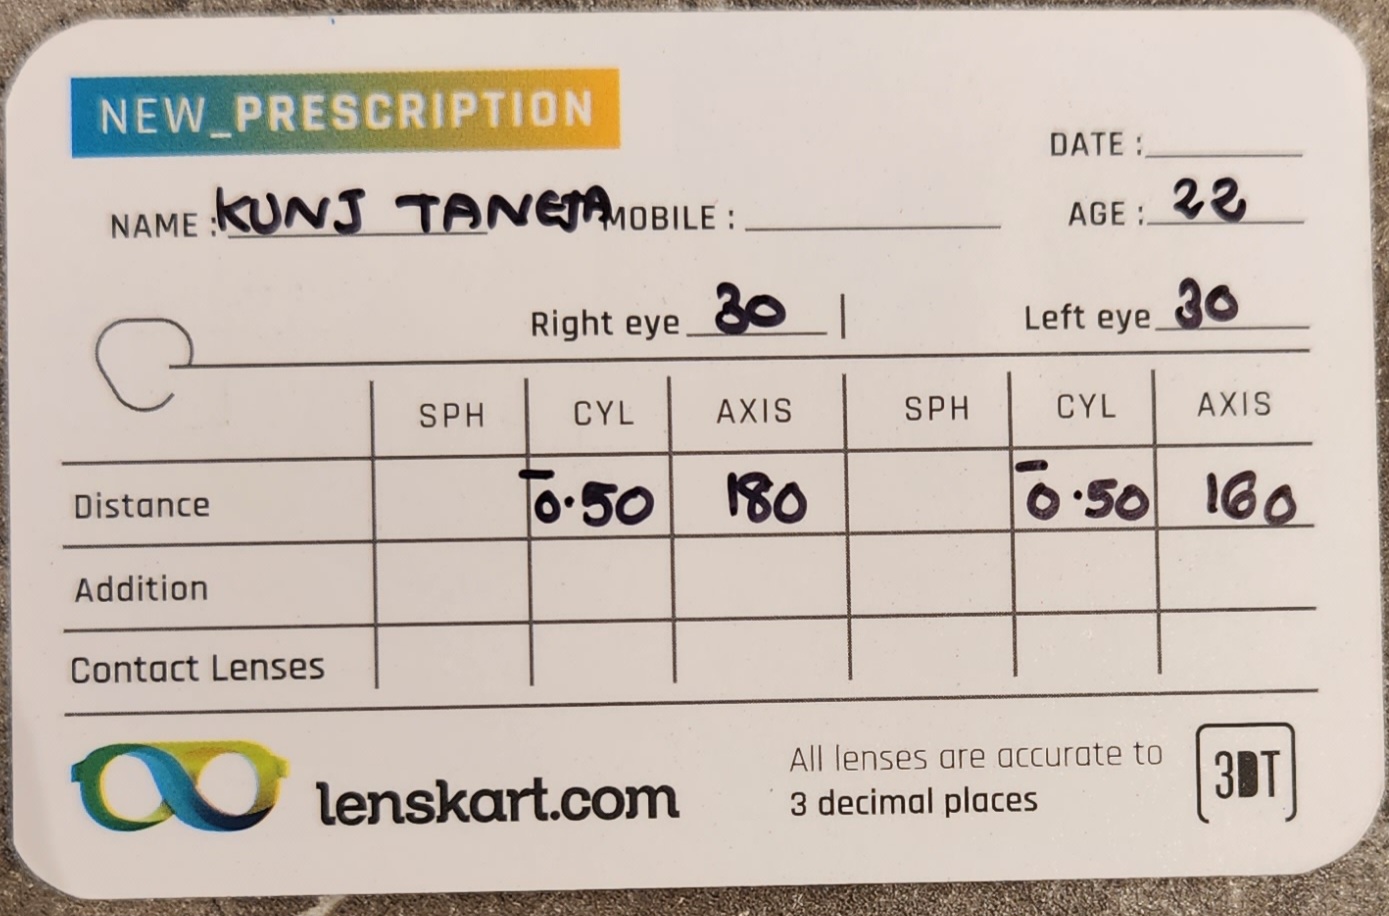 NEW_PRESCRIPTION
DATE :
NAME : KUNJ TANEJA MOBILE : AGE : 22
Right eye 30 | Left eye 30
SPH CYL AXIS SPH CYL AXIS
Distance -0.50 180 -0.50 160
Addition
Contact Lenses
lenskart.com
All lenses are accurate to
3 decimal places
3DT